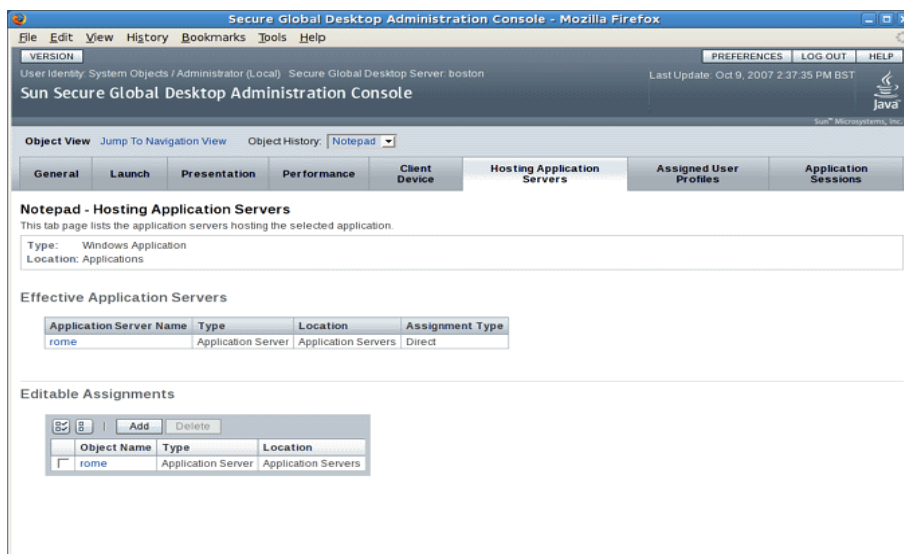 Secure Global Desktop Administration Console - Mozilla Firefox
File Edit View History Bookmarks Tools Help
VERSION PREFERENCES LOG OUT HELP
User Identity: System Objects / Administrator (Local) Secure Global Desktop Server: boston Last Update: Oct 9, 2007 2:37:35 PM BST
Sun Secure Global Desktop Administration Console
Java
Sun™ Microsystems, Inc.
Object View Jump To Navigation View Object History: Notepad
General Launch Presentation Performance Client Device Hosting Application Servers Assigned User Profiles Application Sessions
Notepad - Hosting Application Servers
This tab page lists the application servers hosting the selected application.
Type: Windows Application
Location: Applications
Effective Application Servers
Application Server Name Type Location Assignment Type
rome Application Server Application Servers Direct
Editable Assignments
Add Delete
Object Name Type Location
rome Application Server Application Servers